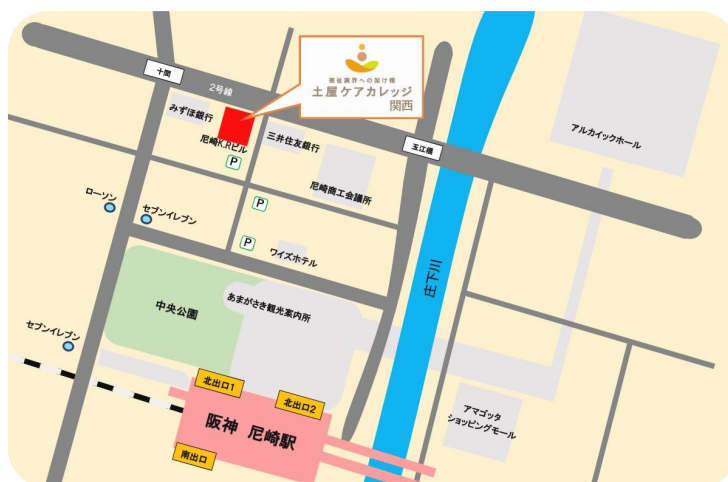 十間
2号線
福祉業界への架け橋
土屋ケアカレッジ
関西
みずほ銀行
尼崎K.Rビル
P
三井住友銀行
玉江橋
アルカイックホール
尼崎商工会議所
ローソン
セブンイレブン
P
P
ワイズホテル
庄下川
中央公園
あまがさき観光案内所
セブンイレブン
北出口1
北出口2
阪神 尼崎駅
南出口
アマゴッタ
ショッピングモール